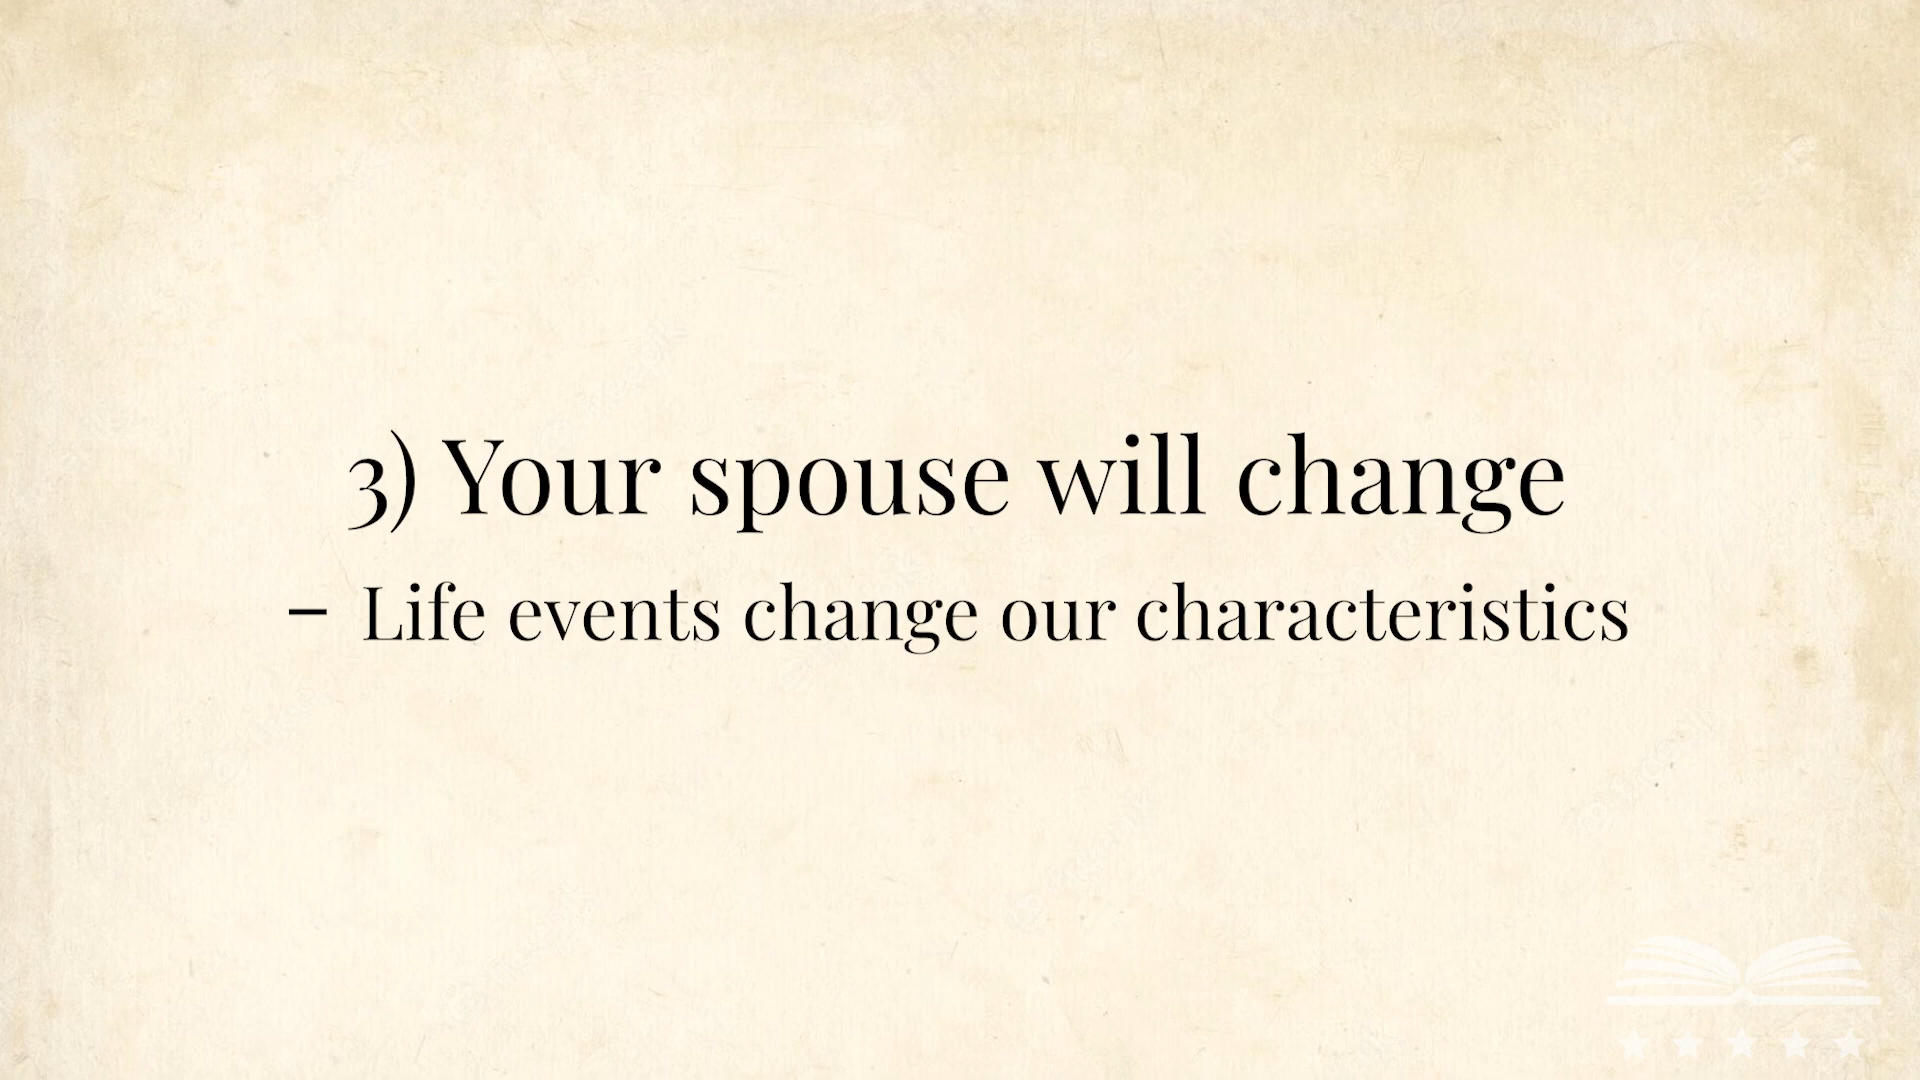 3) Your spouse will change
– Life events change our characteristics